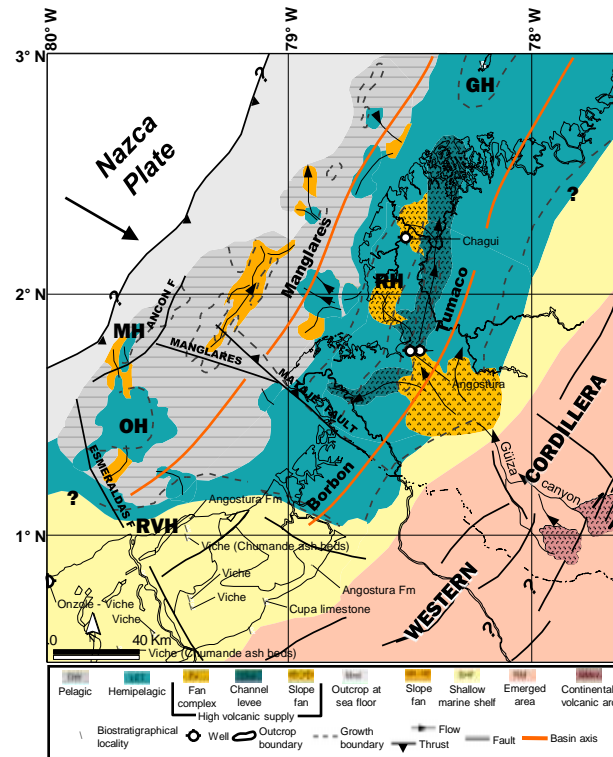 80° W
79° W
78° W
3° N
?
GH
Nazca
Plate
?
Chagui
2° N
?
Manglares
RH
Tumaco
ANCON F
MH
MANGLARES
MATAJE FAULT
Angostura
OH
CORDILLERA
Güiza
canyon
ESMERALDAS F
Borbon
?
Angostura Fm
RVH
1° N
Viche (Chumande ash beds)
Viche
Angostura Fm
Onzole - Viche
Viche
Viche
Cupa limestone
WESTERN
?
?
N
40 Km
Viche (Chumande ash beds)
Pelagic
Hemipelagic
Fan
complex
Channel
levee
Slope
fan
High volcanic supply
Outcrop at
sea floor
Slope
fan
Shallow
marine shelf
Emerged
area
Continental
volcanic arc
Biostratigraphical
locality
Well
Outcrop
boundary
Growth
boundary
Flow
Thrust
Fault
Basin axis